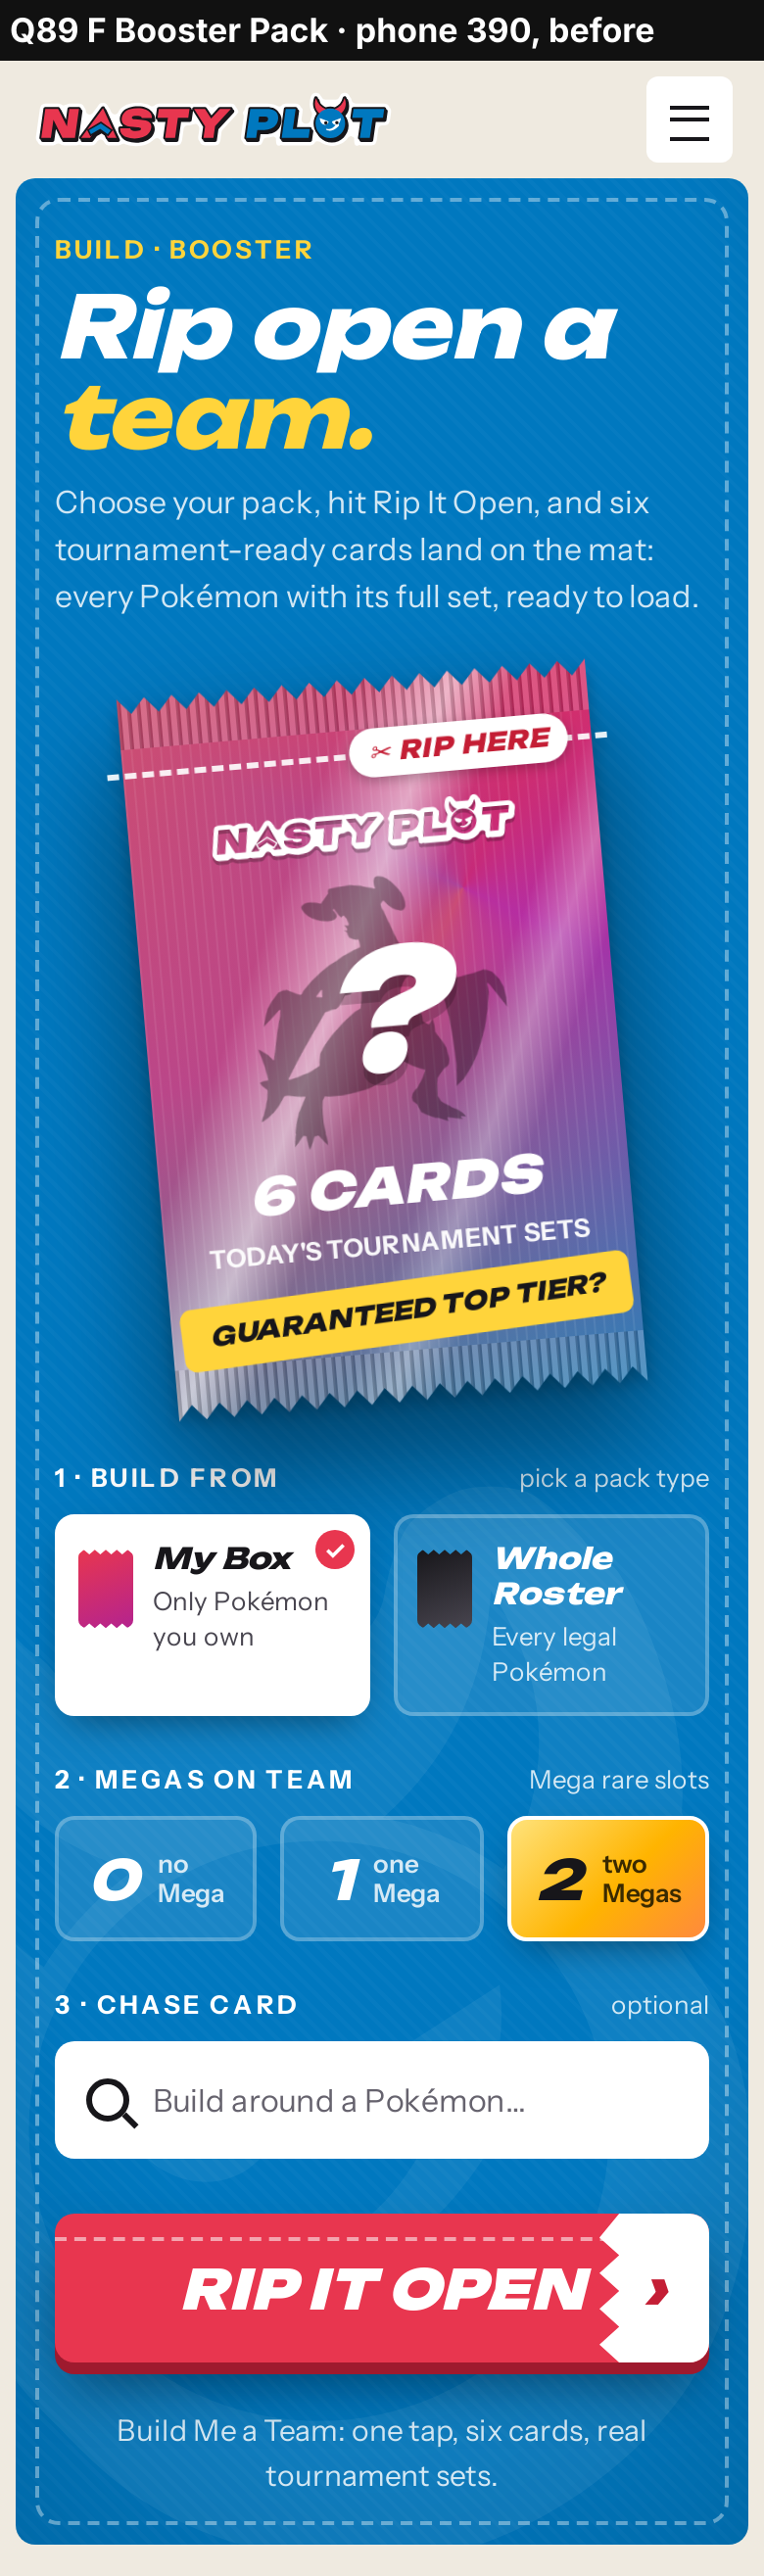 Q89 F Booster Pack · phone 390, before
NASTY PLOT
BUILD · BOOSTER
Rip open a
team.
Choose your pack, hit Rip It Open, and six
tournament-ready cards land on the mat:
every Pokémon with its full set, ready to load.
✂ RIP HERE
NASTY PLOT
?
6 CARDS
TODAY'S TOURNAMENT SETS
GUARANTEED TOP TIER?
1 · BUILD FROM
pick a pack type
My Box
Only Pokémon
you own
Whole
Roster
Every legal
Pokémon
2 · MEGAS ON TEAM
Mega rare slots
0 no
Mega
1 one
Mega
2 two
Megas
3 · CHASE CARD
optional
Build around a Pokémon...
RIP IT OPEN ›
Build Me a Team: one tap, six cards, real
tournament sets.